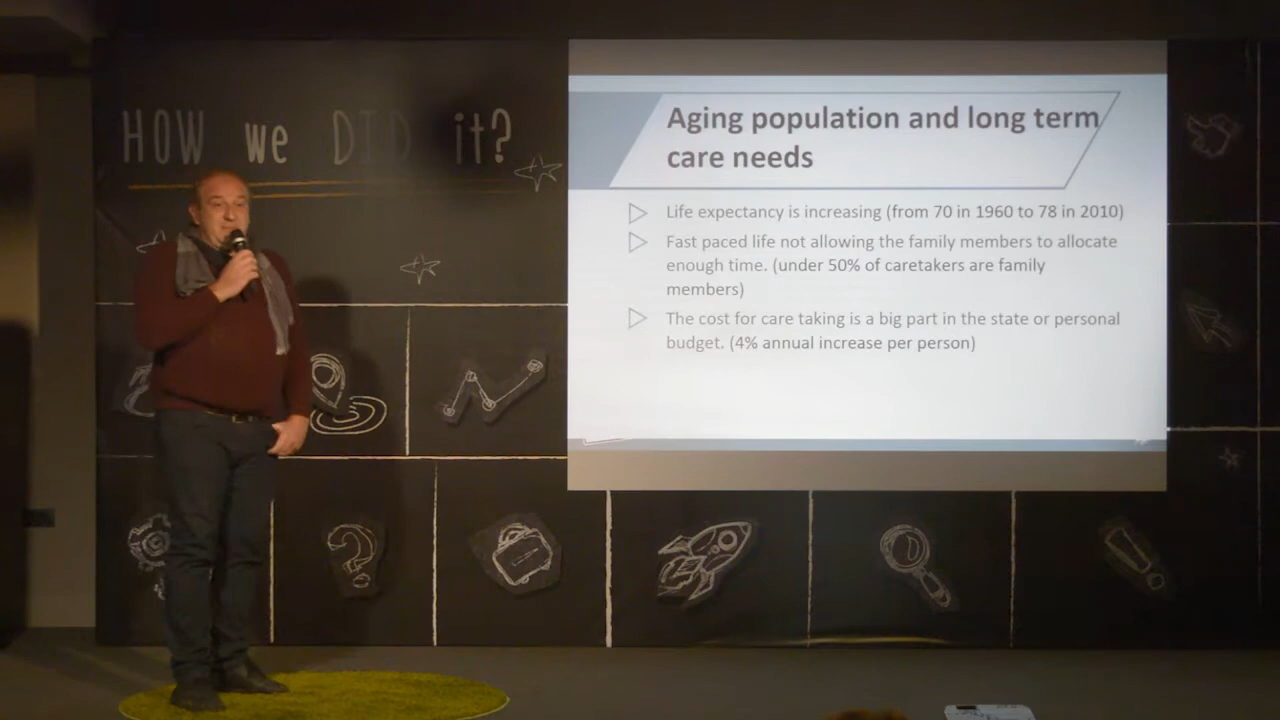 HOW we DID it?
Aging population and long term
care needs
Life expectancy is increasing (from 70 in 1960 to 78 in 2010)
Fast paced life not allowing the family members to allocate
enough time. (under 50% of caretakers are family
members)
The cost for care taking is a big part in the state or personal
budget. (4% annual increase per person)
?